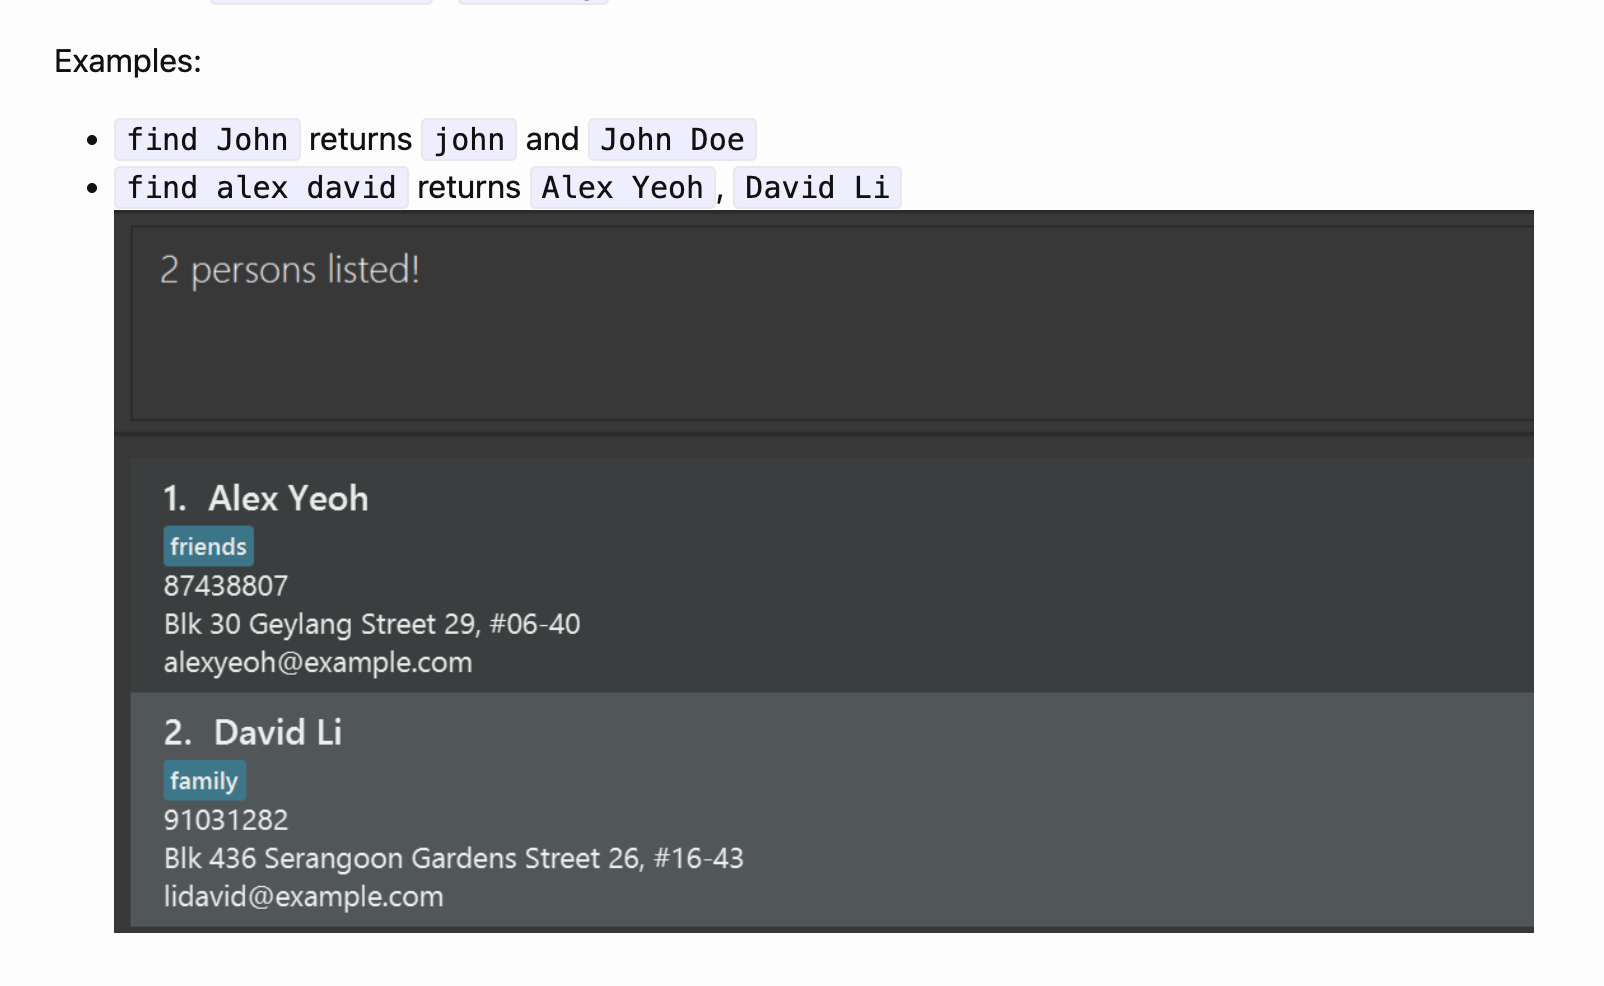 Examples:
find John returns john and John Doe
find alex david returns Alex Yeoh, David Li
2 persons listed!
1. Alex Yeoh
friends
87438807
Blk 30 Geylang Street 29, #06-40
alexyeoh@example.com
2. David Li
family
91031282
Blk 436 Serangoon Gardens Street 26, #16-43
lidavid@example.com